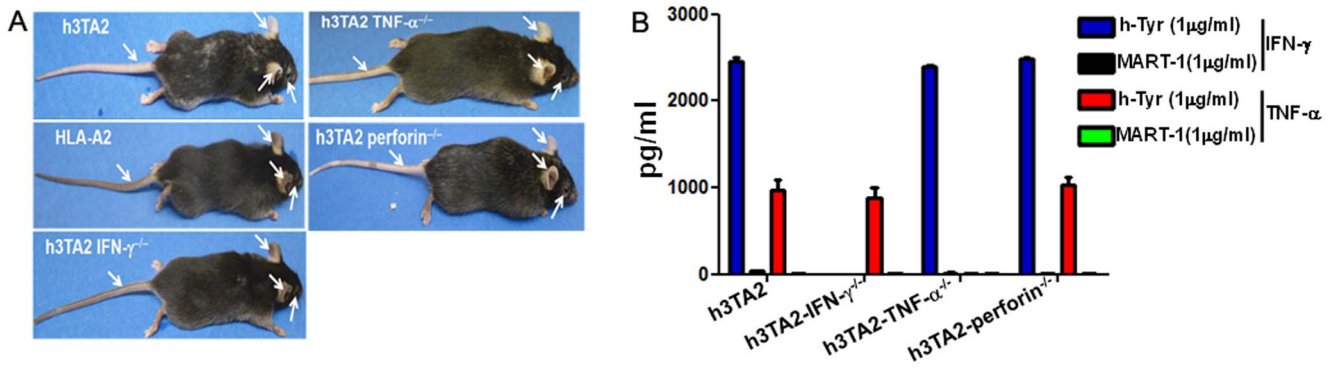 A
h3TA2
h3TA2 TNF-α⁻/⁻
HLA-A2
h3TA2 perforin⁻/⁻
h3TA2 IFN-γ⁻/⁻
B
pg/ml
3000
2000
1000
0
h3TA2
h3TA2-IFN-γ-/-
h3TA2-TNF-α-/-
h3TA2-perforin-/-
h-Tyr (1μg/ml)
MART-1(1μg/ml)
IFN-γ
h-Tyr (1μg/ml)
MART-1(1μg/ml)
TNF-α